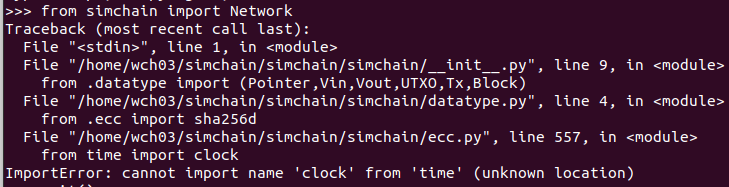 >>> from simchain import Network
Traceback (most recent call last):
  File "<stdin>", line 1, in <module>
  File "/home/wch03/simchain/simchain/simchain/__init__.py", line 9, in <module>
    from .datatype import (Pointer,Vin,Vout,UTXO,Tx,Block)
  File "/home/wch03/simchain/simchain/simchain/datatype.py", line 4, in <module>
    from .ecc import sha256d
  File "/home/wch03/simchain/simchain/simchain/ecc.py", line 557, in <module>
    from time import clock
ImportError: cannot import name 'clock' from 'time' (unknown location)